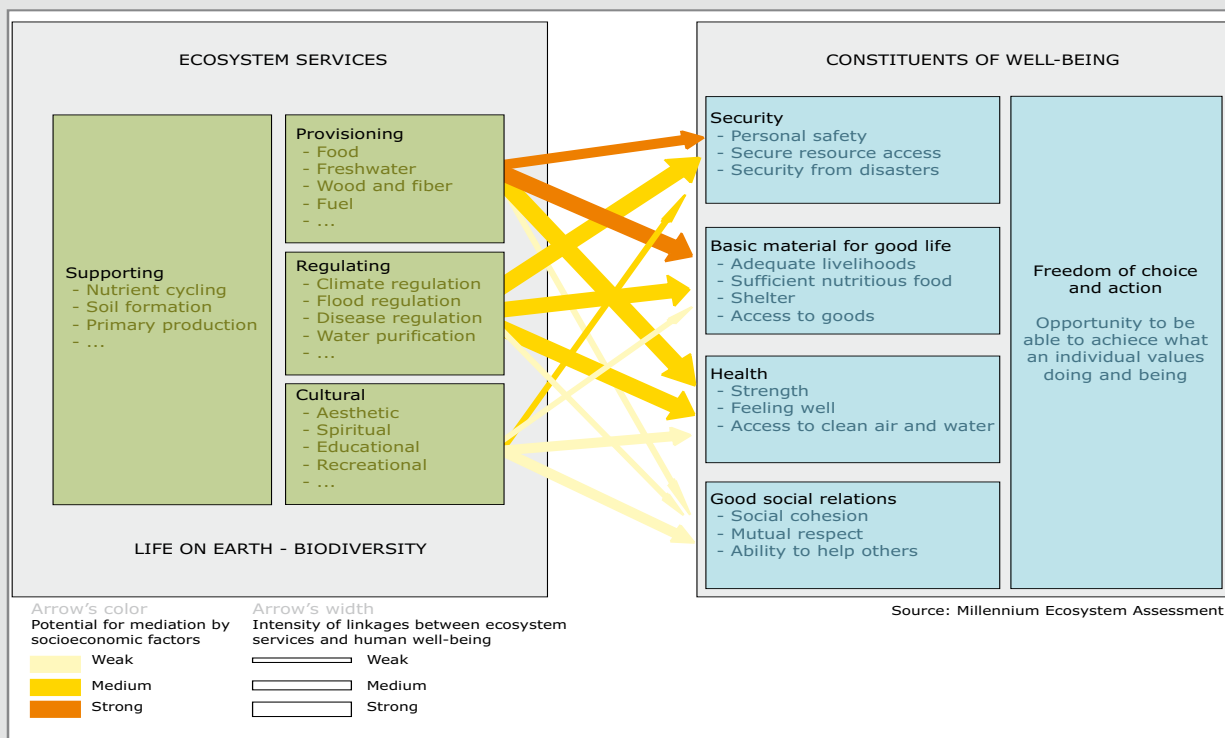 ECOSYSTEM SERVICES
Supporting
- Nutrient cycling
- Soil formation
- Primary production
- ...
Provisioning
- Food
- Freshwater
- Wood and fiber
- Fuel
- ...
Regulating
- Climate regulation
- Flood regulation
- Disease regulation
- Water purification
- ...
Cultural
- Aesthetic
- Spiritual
- Educational
- Recreational
- ...
LIFE ON EARTH - BIODIVERSITY
CONSTITUENTS OF WELL-BEING
Security
- Personal safety
- Secure resource access
- Security from disasters
Basic material for good life
- Adequate livelihoods
- Sufficient nutritious food
- Shelter
- Access to goods
Health
- Strength
- Feeling well
- Access to clean air and water
Good social relations
- Social cohesion
- Mutual respect
- Ability to help others
Freedom of choice
and action
Opportunity to be
able to achiece what
an individual values
doing and being
Source: Millennium Ecosystem Assessment
Arrow's color
Potential for mediation by
socioeconomic factors
Weak
Medium
Strong
Arrow's width
Intensity of linkages between ecosystem
services and human well-being
Weak
Medium
Strong